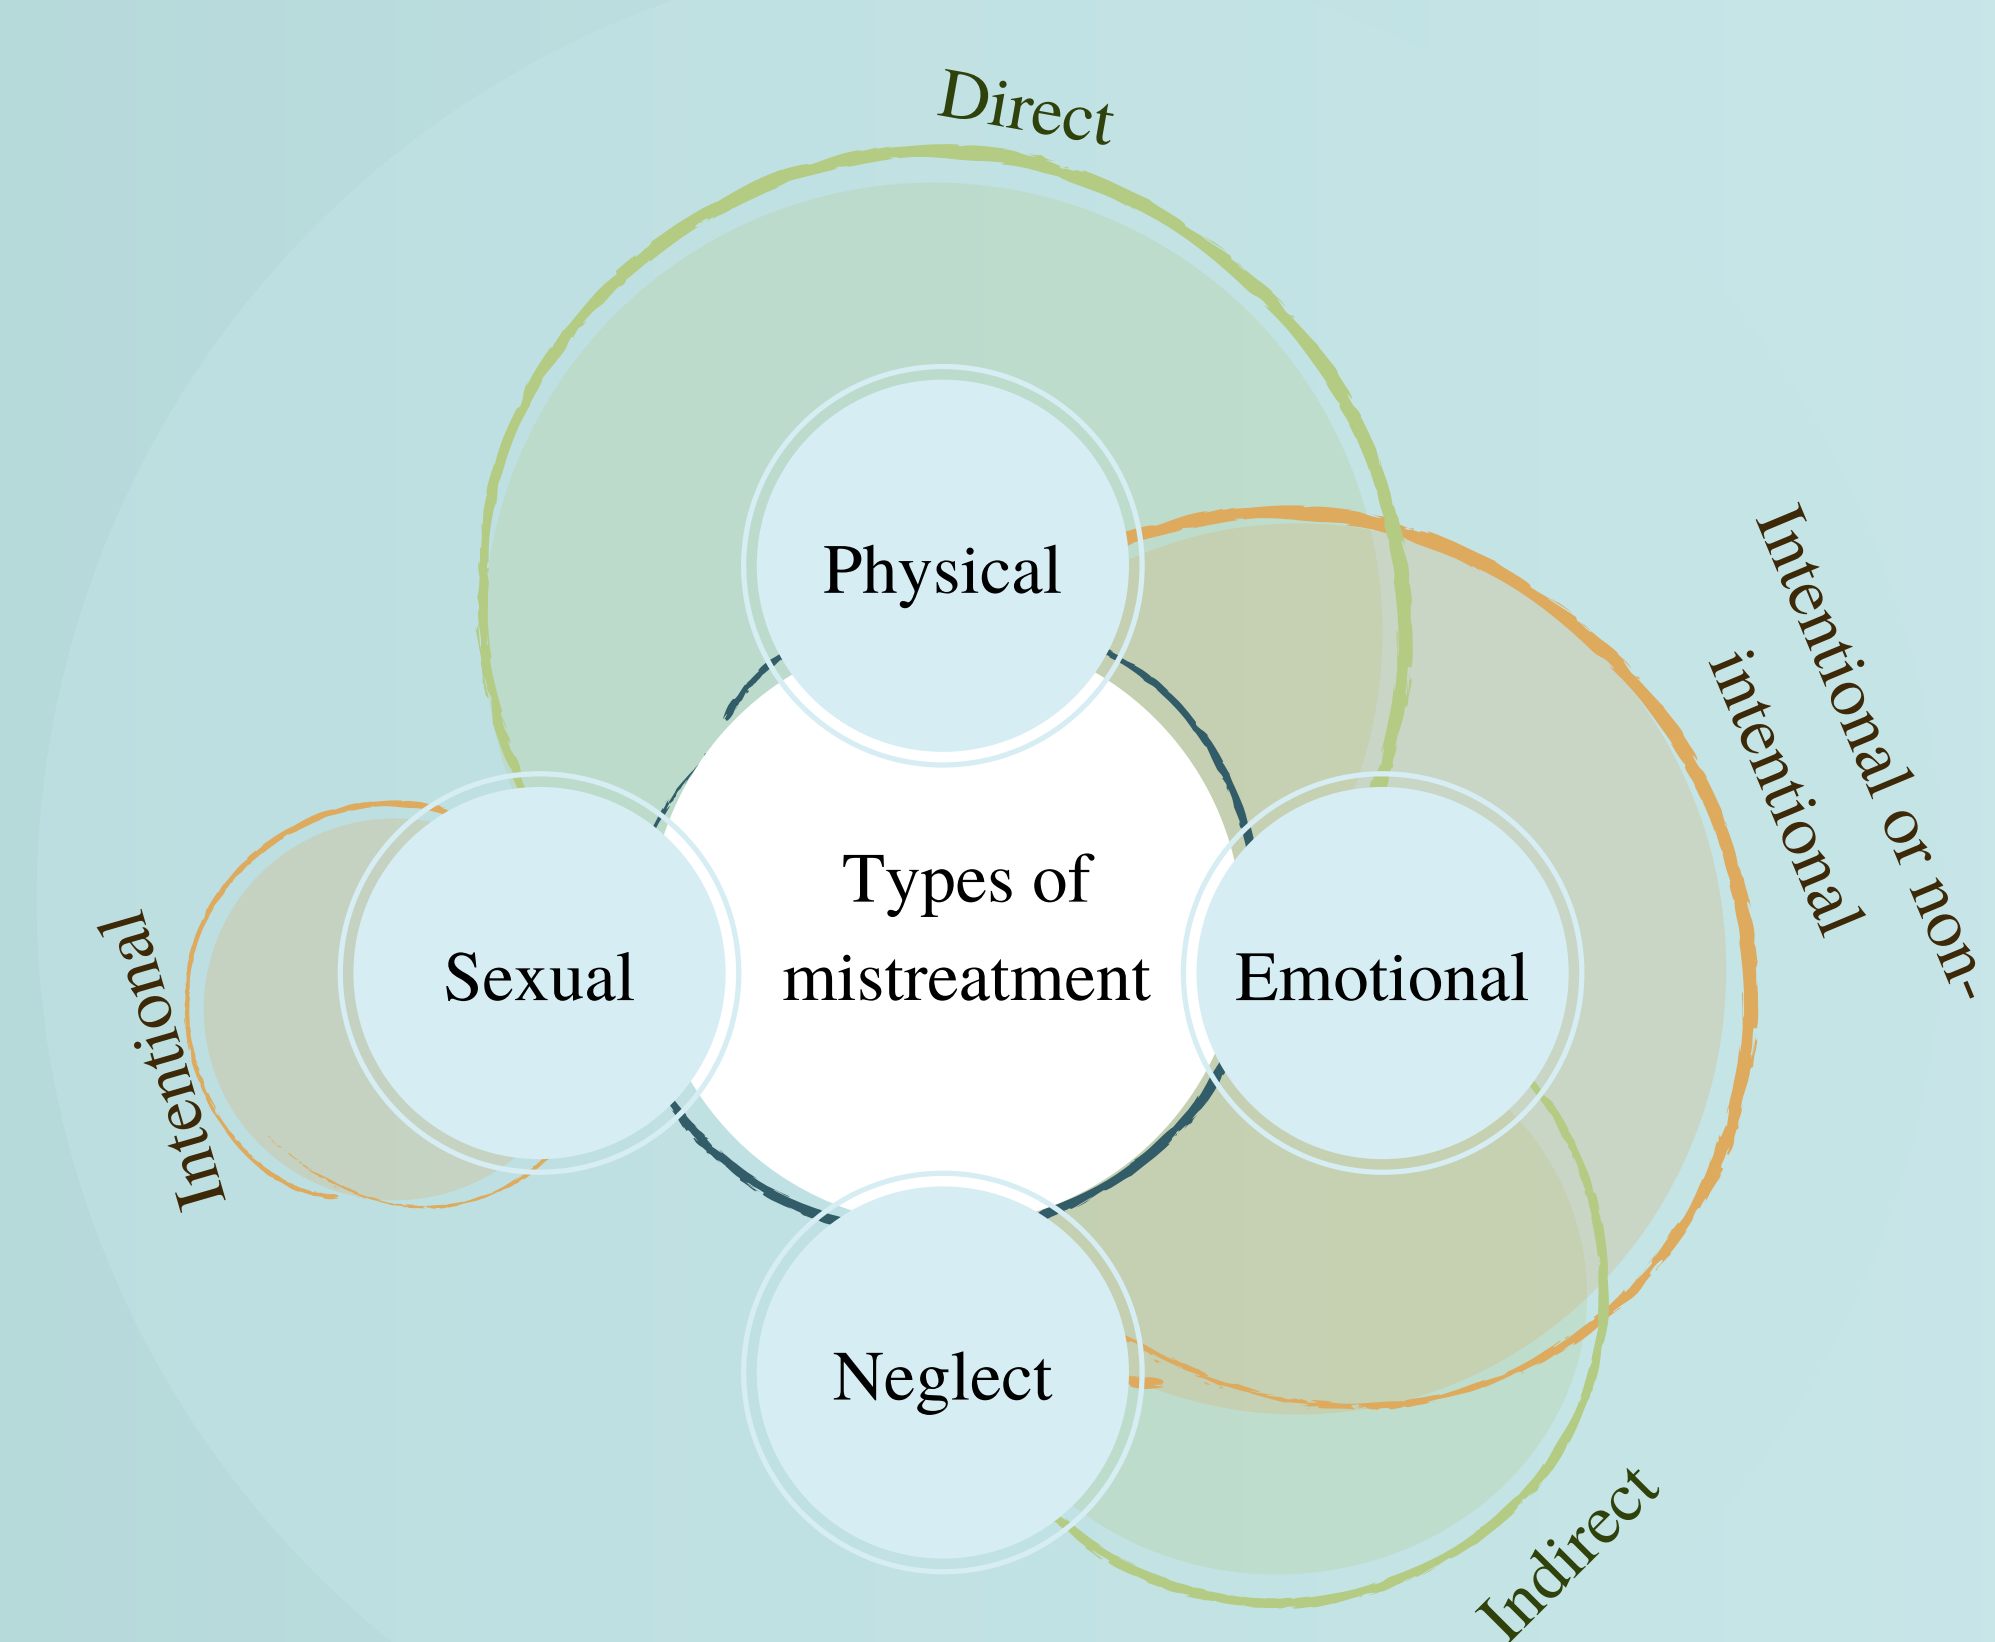 Direct
Physical
Intentional or non-
intentional
Types of
mistreatment
Sexual
Emotional
Intentional
Neglect
Indirect